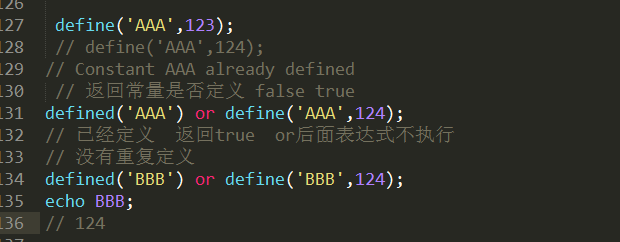 126
127 define('AAA',123);
128 // define('AAA',124);
129 // Constant AAA already defined
130 // 返回常量是否定义 false true
131 defined('AAA') or define('AAA',124);
132 // 已经定义 返回true or后面表达式不执行
133 // 没有重复定义
134 defined('BBB') or define('BBB',124);
135 echo BBB;
136 // 124